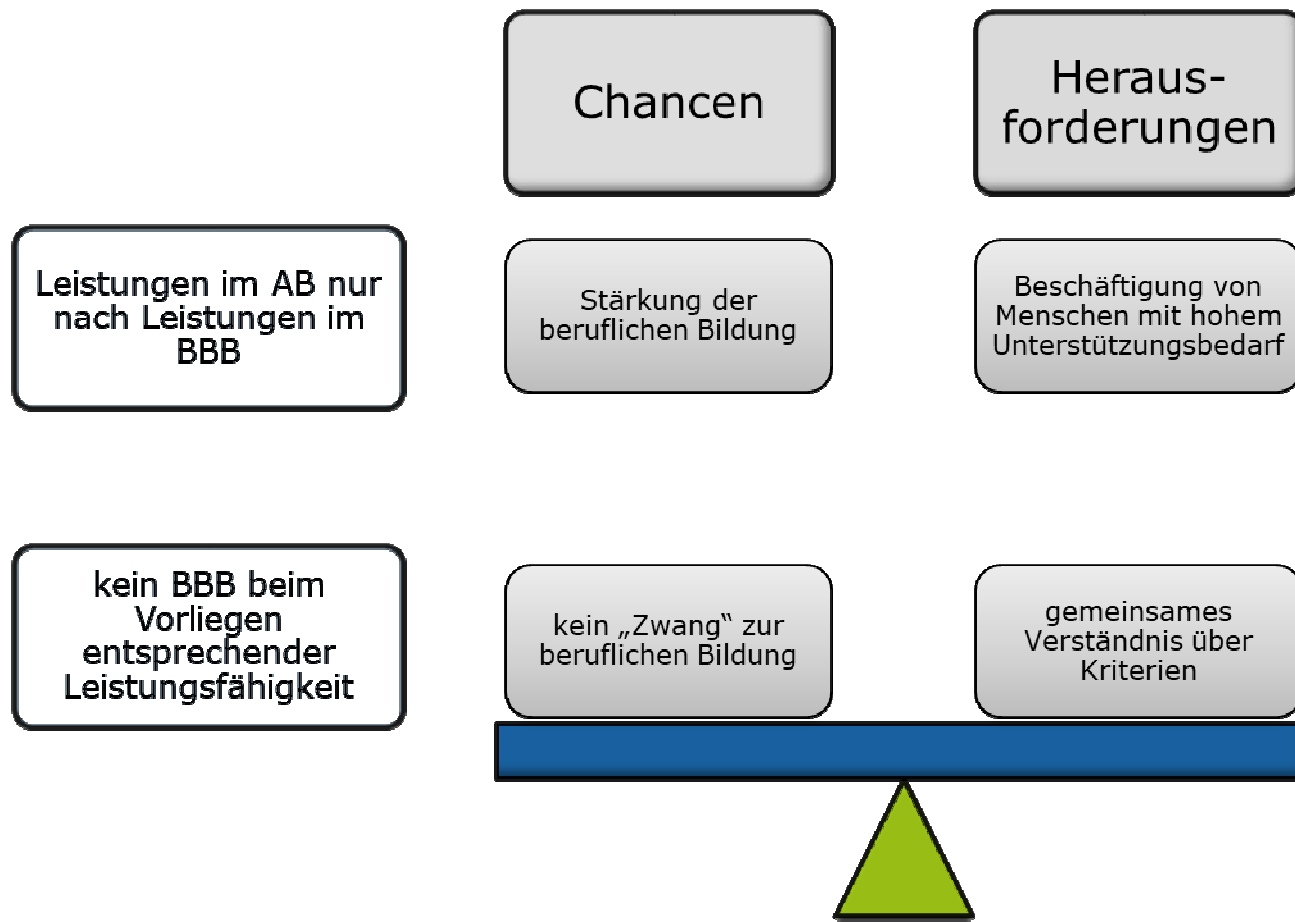 Chancen
Heraus-
forderungen
Leistungen im AB nur
nach Leistungen im
BBB
Stärkung der
beruflichen Bildung
Beschäftigung von
Menschen mit hohem
Unterstützungsbedarf
kein BBB beim
Vorliegen
entsprechender
Leistungsfähigkeit
kein „Zwang“ zur
beruflichen Bildung
gemeinsames
Verständnis über
Kriterien